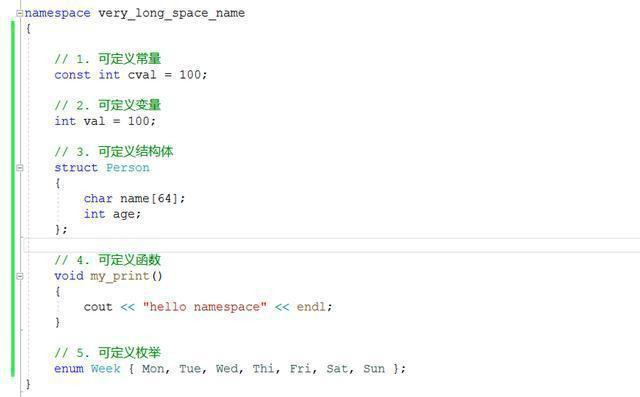 namespace very_long_space_name
{
// 1. 可定义常量
const int cval = 100;
// 2. 可定义变量
int val = 100;
// 3. 可定义结构体
struct Person
{
char name[64];
int age;
};
// 4. 可定义函数
void my_print()
{
cout << "hello namespace" << endl;
}
// 5. 可定义枚举
enum Week { Mon, Tue, Wed, Thi, Fri, Sat, Sun };
}